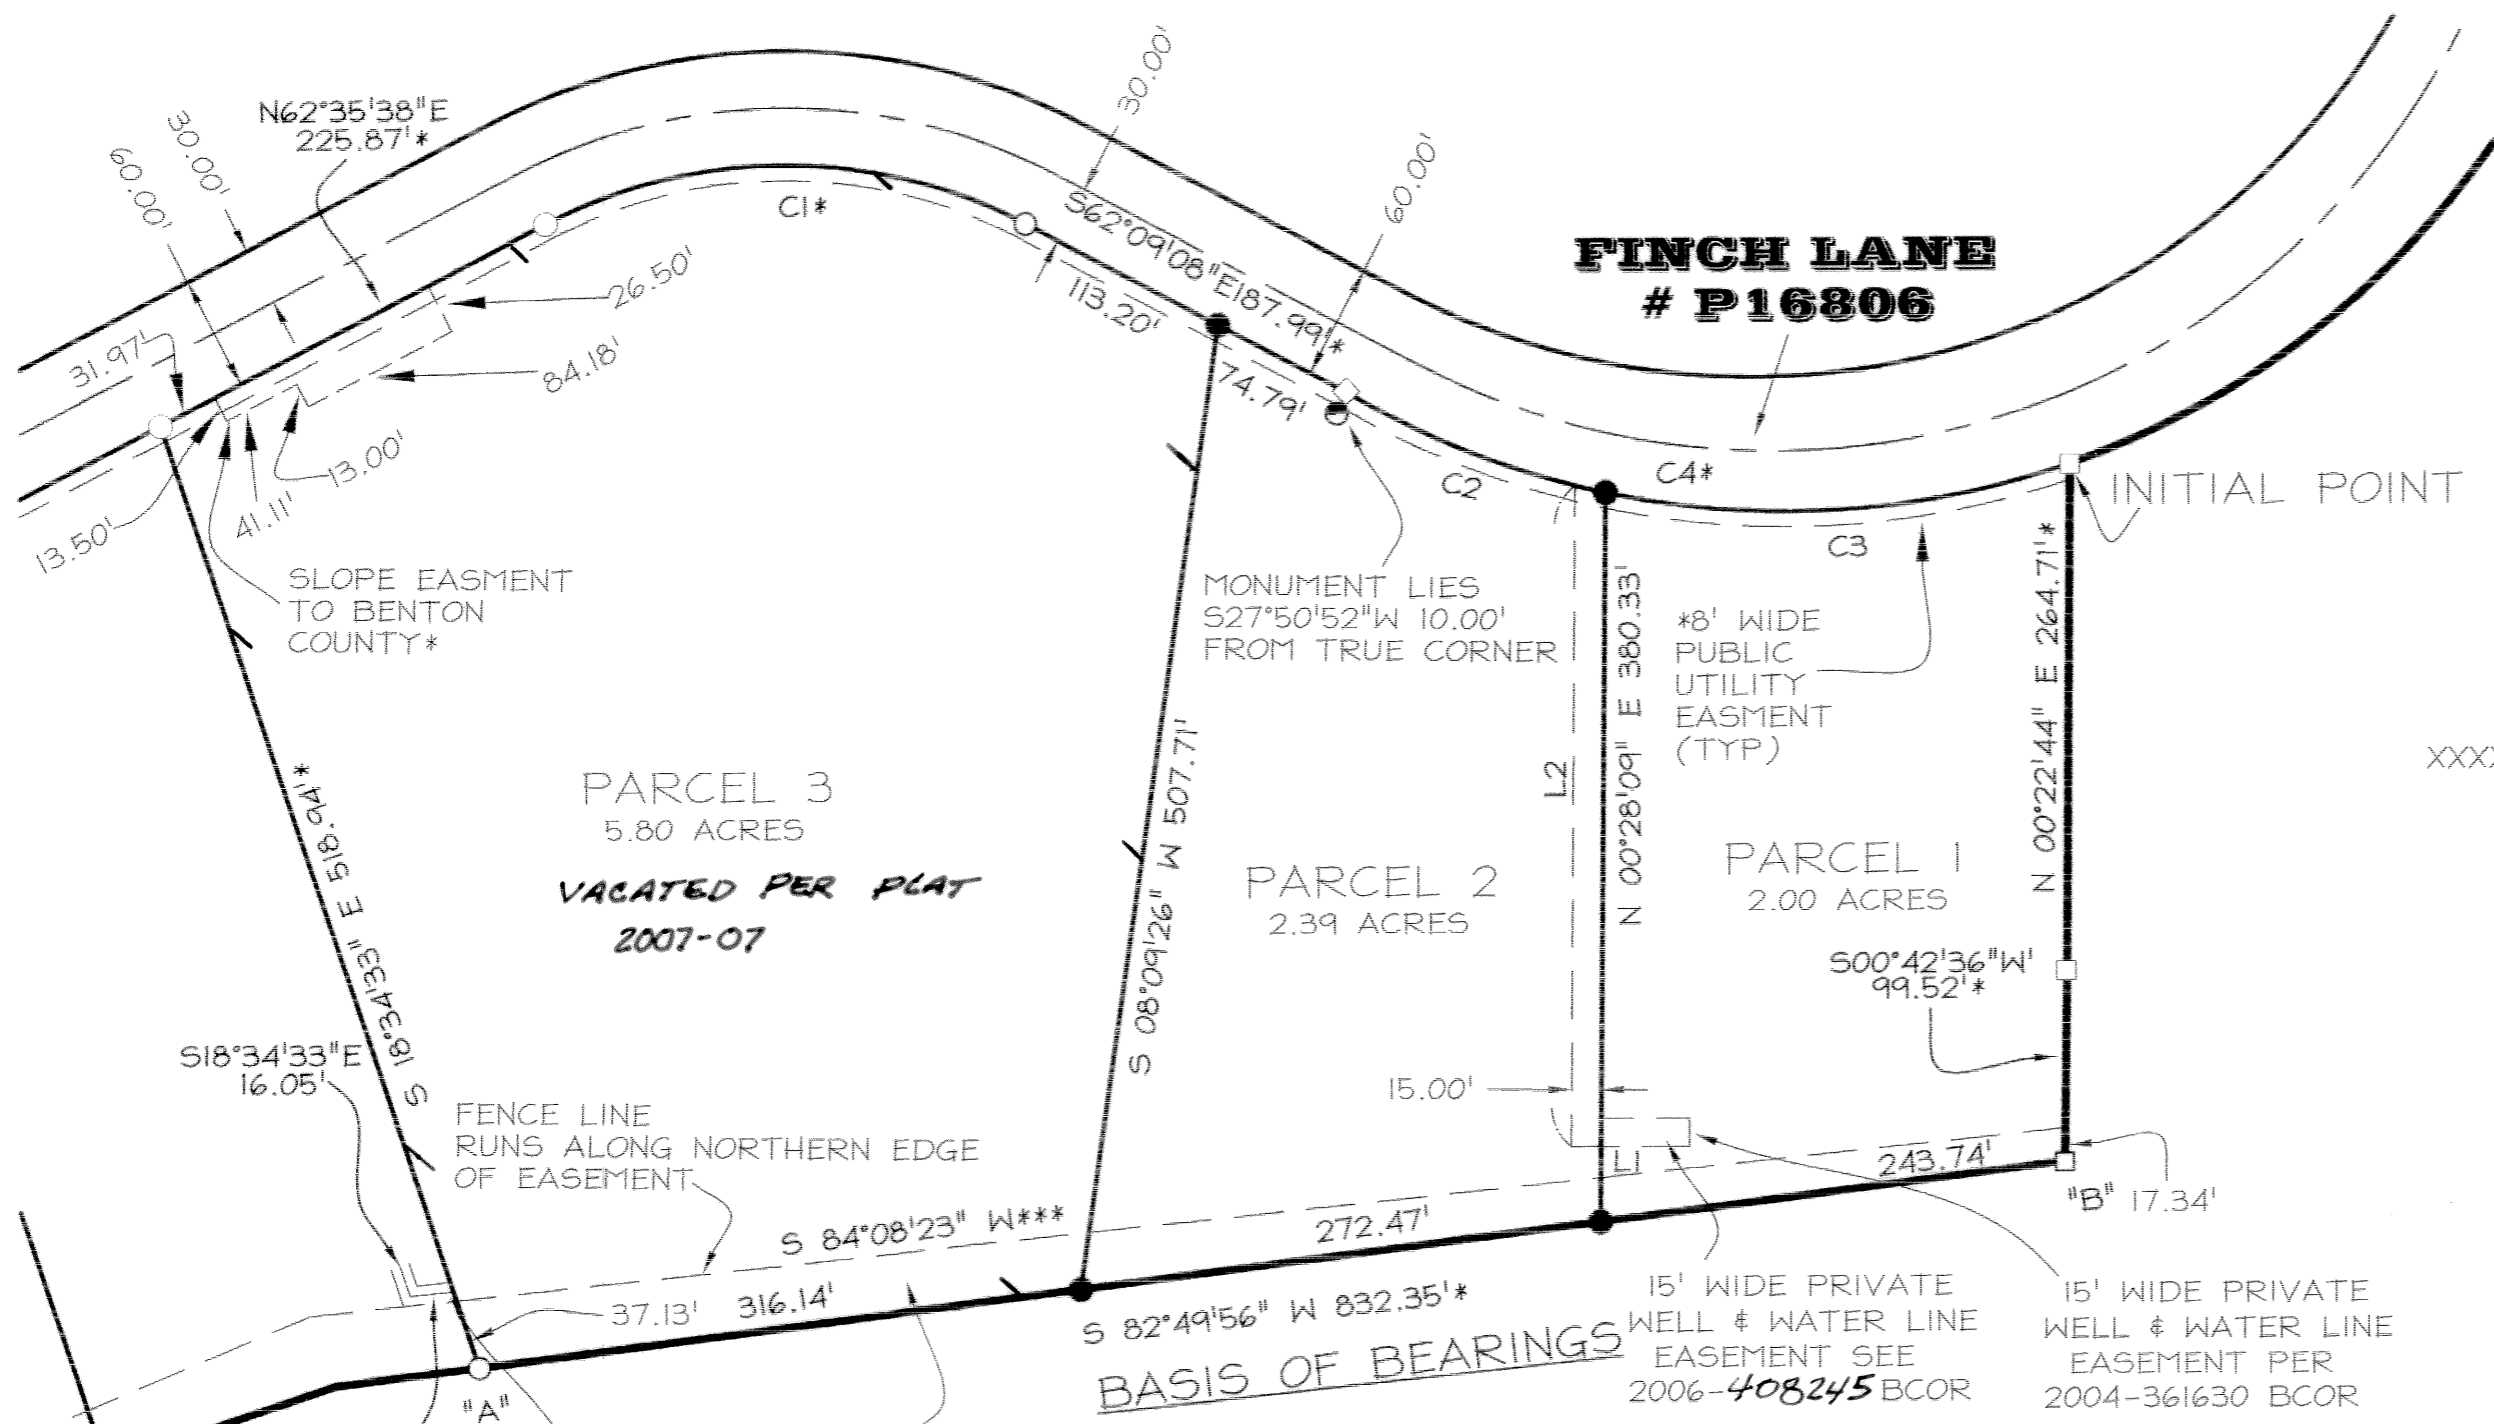 30.00'
N62°35'38"E
225.87'*
30.00'
60.00'
60.00'
C1*
S62°09'08"E187.99'*
FINCH LANE
# P16806
26.50'
113.20'
31.97'
84.18'
74.79'
13.00'
41.11'
13.50'
C2
C4*
INITIAL POINT
C3
SLOPE EASMENT
TO BENTON
COUNTY*
MONUMENT LIES
S27°50'52"W 10.00'
FROM TRUE CORNER
*8' WIDE
PUBLIC
UTILITY
EASMENT
(TYP)
N 00°28'09" E 380.33'
N 00°22'44" E 264.71'*
XXX
L2
S 18°34'33" E 518.94'*
PARCEL 3
5.80 ACRES
VACATED PER PLAT
2007-07
S 08°09'26" W 507.71'
PARCEL 2
2.39 ACRES
PARCEL 1
2.00 ACRES
S00°42'36"W'
99.52'*
S18°34'33"E
16.05'
15.00'
FENCE LINE
RUNS ALONG NORTHERN EDGE
OF EASEMENT
L1
243.74'
"B" 17.34'
S 84°08'23" W***
272.47'
37.13'
316.14'
S 82°49'56" W 832.35'*
BASIS OF BEARINGS
"A"
15' WIDE PRIVATE
WELL & WATER LINE
EASEMENT SEE
2006-408245 BCOR
15' WIDE PRIVATE
WELL & WATER LINE
EASEMENT PER
2004-361630 BCOR